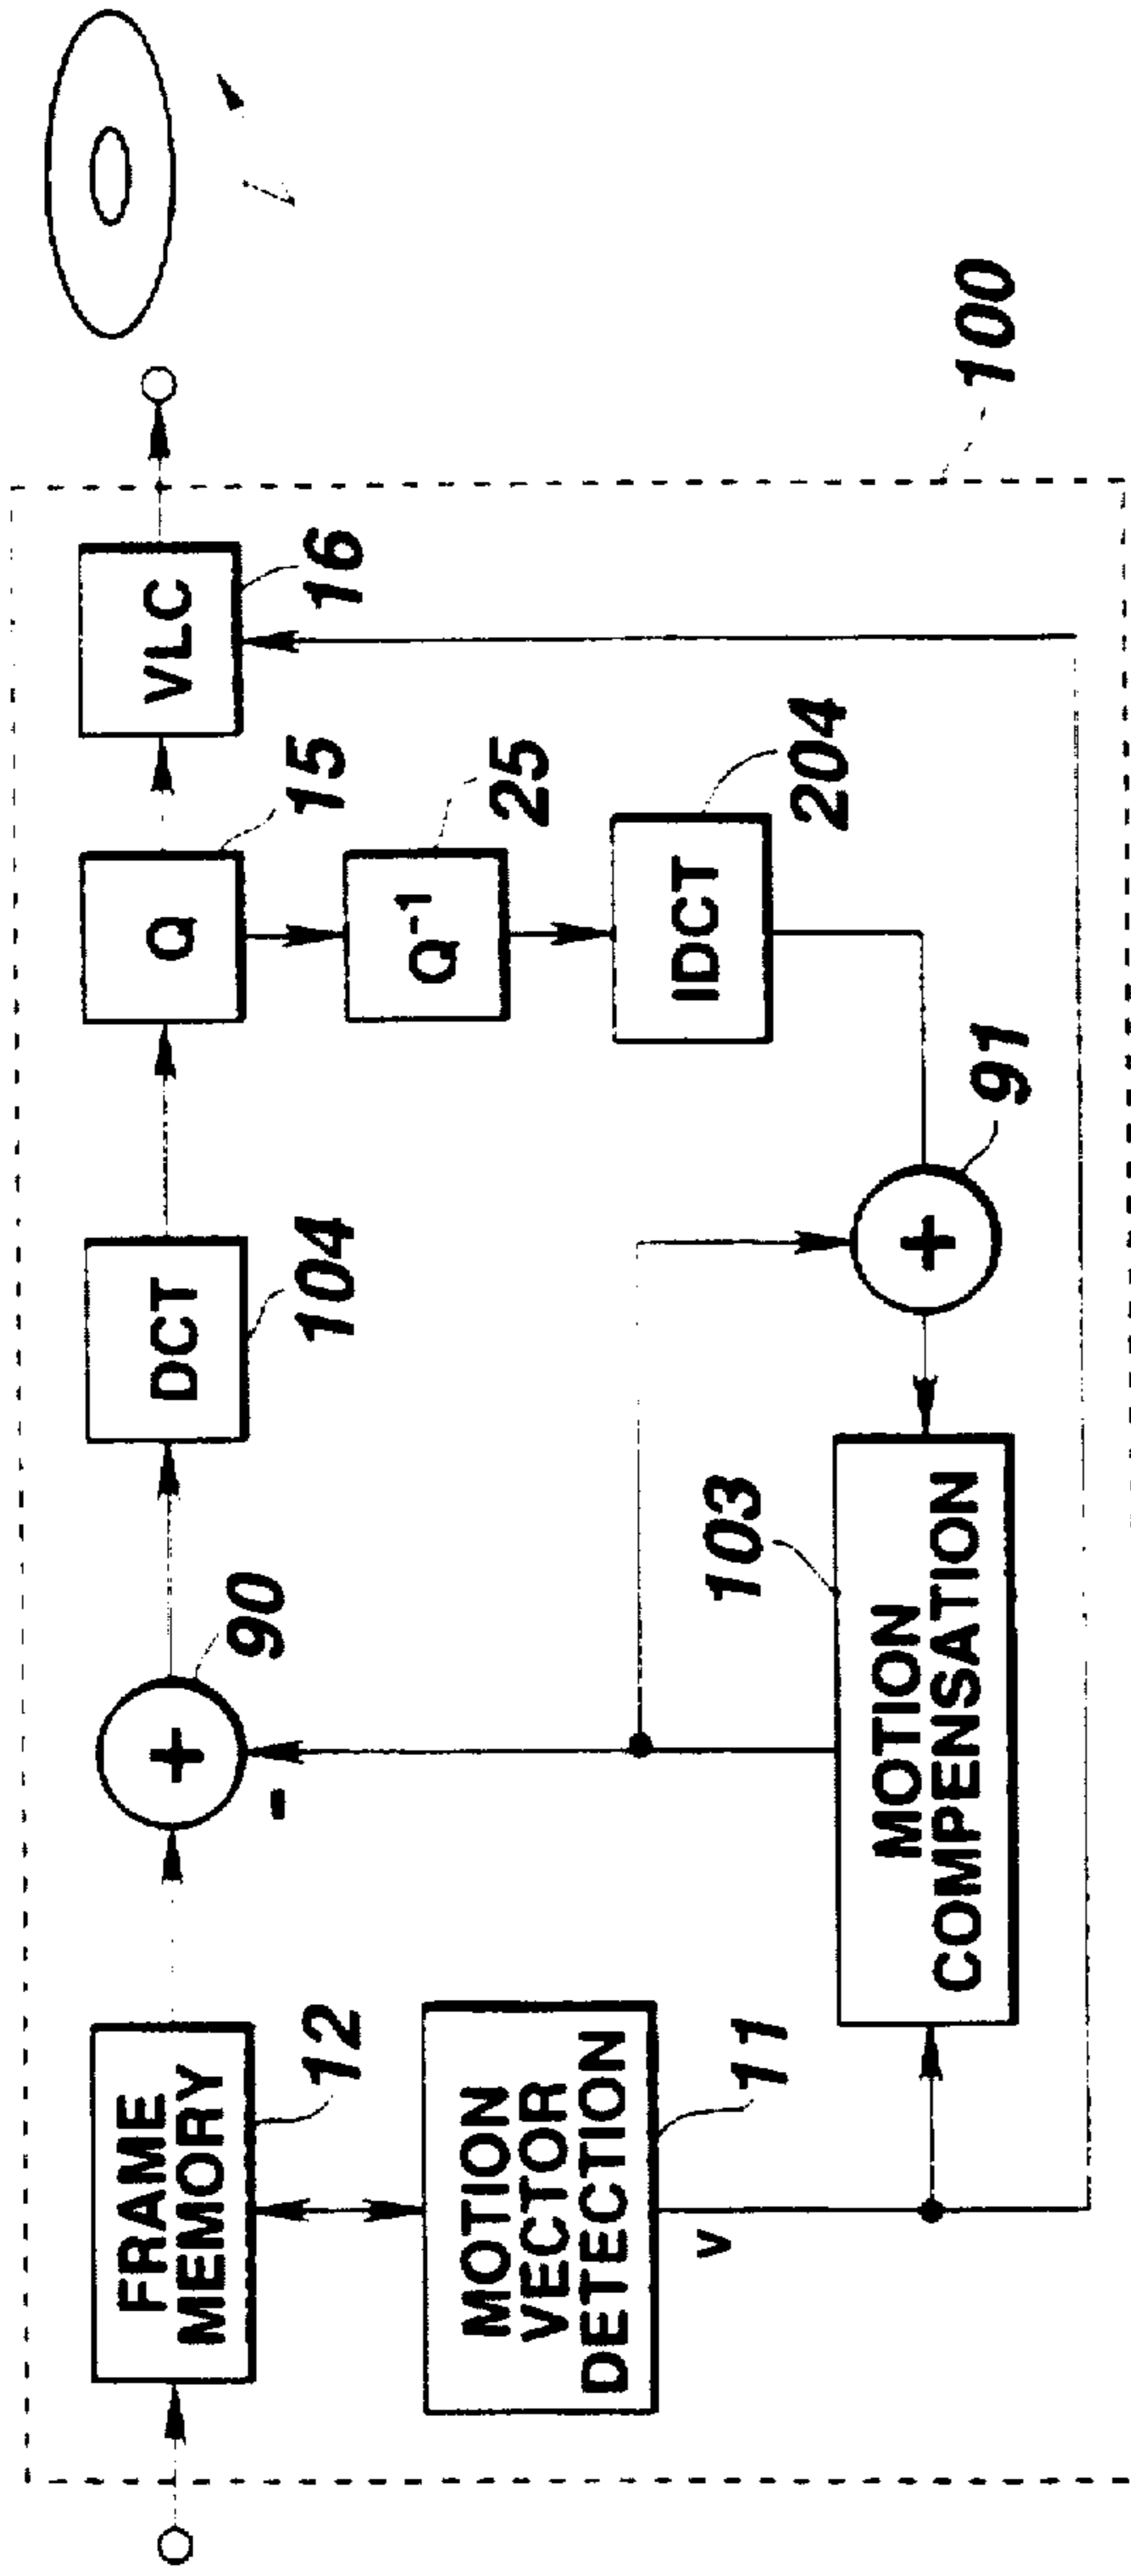 FRAME
MEMORY
12
+
-
90
DCT
104
Q
15
VLC
16
MOTION
VECTOR
DETECTION
11
V
Q⁻¹
25
IDCT
204
MOTION
COMPENSATION
103
+
91
100